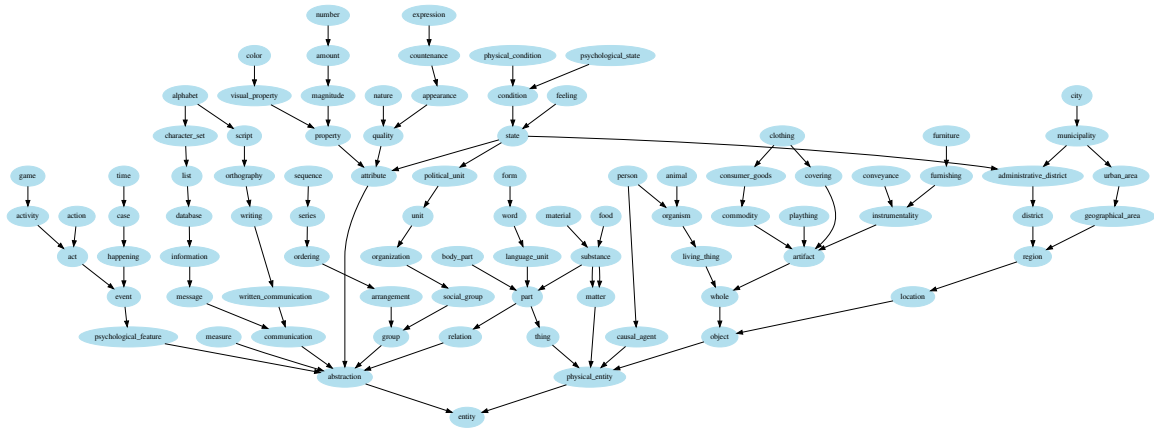 number expression
color amount countenance physical_condition psychological_state
alphabet visual_property magnitude nature appearance condition feeling city
character_set script property quality state clothing furniture municipality
game time list orthography sequence attribute political_unit form person animal consumer_goods covering conveyance furnishing administrative_district urban_area
activity action case database writing series unit word material food organism commodity plaything instrumentality district geographical_area
act happening information ordering organization body_part language_unit substance living_thing artifact region
event message written_communication arrangement social_group part matter whole location
psychological_feature measure communication group relation thing causal_agent object
abstraction physical_entity
entity